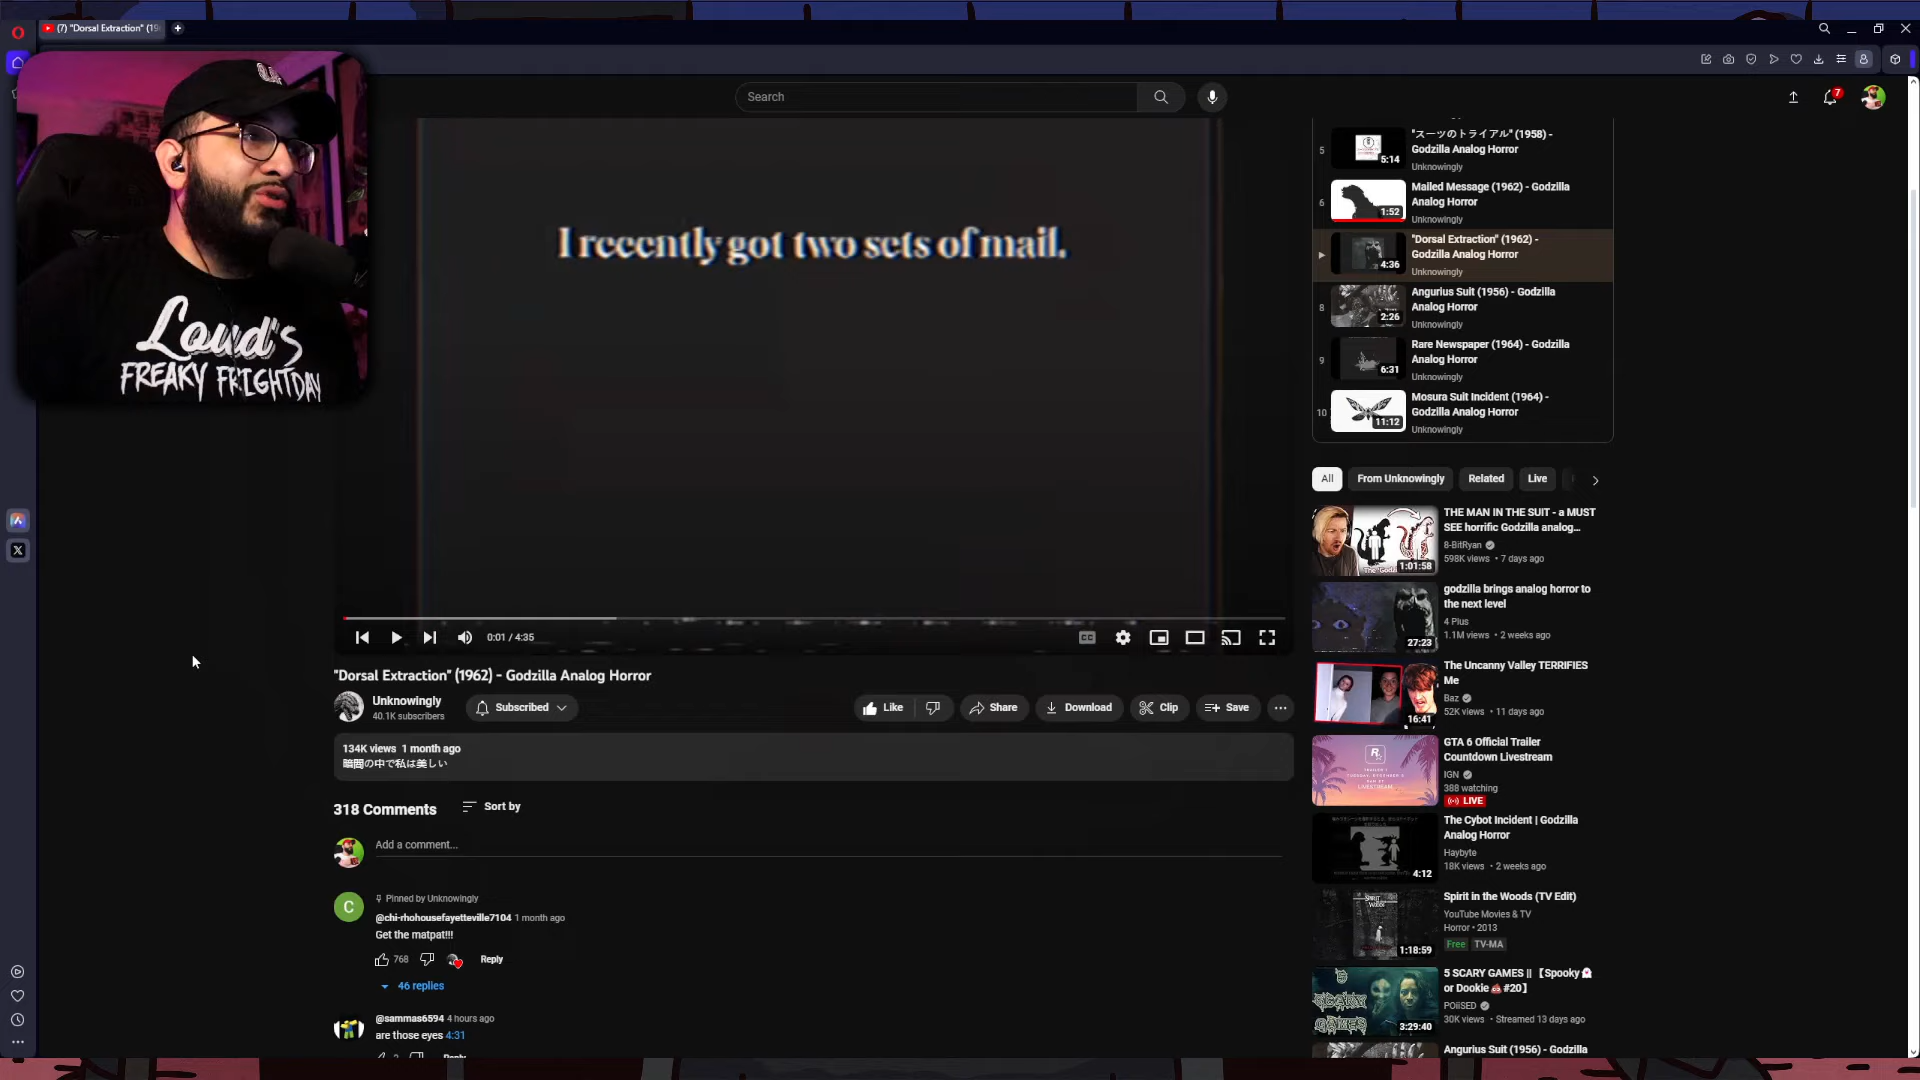 (7) "Dorsal Extraction" (19
Search
7
Loud's
FREAKY FRIGHTDAY
I recently got two sets of mail.
0:01 / 4:35
"Dorsal Extraction" (1962) - Godzilla Analog Horror
Unknowingly
40.1K subscribers
Subscribed
Like
Share
Download
Clip
Save
134K views 1 month ago
暗闇の中で私は美しい
318 Comments
Sort by
Add a comment...
Pinned by Unknowingly
C
@chi-rhohousefayetteville7104 1 month ago
Get the matpat!!!
768
Reply
46 replies
@sammas6594 4 hours ago
are those eyes 4:31
Reply
5
5:14
"スーツのトライアル" (1958) -
Godzilla Analog Horror
Unknowingly
6
1:52
Mailed Message (1962) - Godzilla
Analog Horror
Unknowingly
4:36
"Dorsal Extraction" (1962) -
Godzilla Analog Horror
Unknowingly
8
2:26
Angurius Suit (1956) - Godzilla
Analog Horror
Unknowingly
9
6:31
Rare Newspaper (1964) - Godzilla
Analog Horror
Unknowingly
10
11:12
Mosura Suit Incident (1964) -
Godzilla Analog Horror
Unknowingly
All
From Unknowingly
Related
Live
1:01:58
THE MAN IN THE SUIT - a MUST
SEE horrific Godzilla analog...
8-BitRyan
598K views • 7 days ago
27:23
godzilla brings analog horror to
the next level
4 Plus
1.1M views • 2 weeks ago
16:41
The Uncanny Valley TERRIFIES
Me
Baz
52K views • 11 days ago
GTA 6 Official Trailer
Countdown Livestream
IGN
388 watching
LIVE
4:12
The Cybot Incident | Godzilla
Analog Horror
Haybyte
18K views • 2 weeks ago
1:18:59
Spirit in the Woods (TV Edit)
YouTube Movies & TV
Horror • 2013
Free TV-MA
5
SCARY
GAMES
3:29:40
5 SCARY GAMES || 【Spooky👻
or Dookie💩#20】
POiiSED
30K views • Streamed 13 days ago
Angurius Suit (1956) - Godzilla